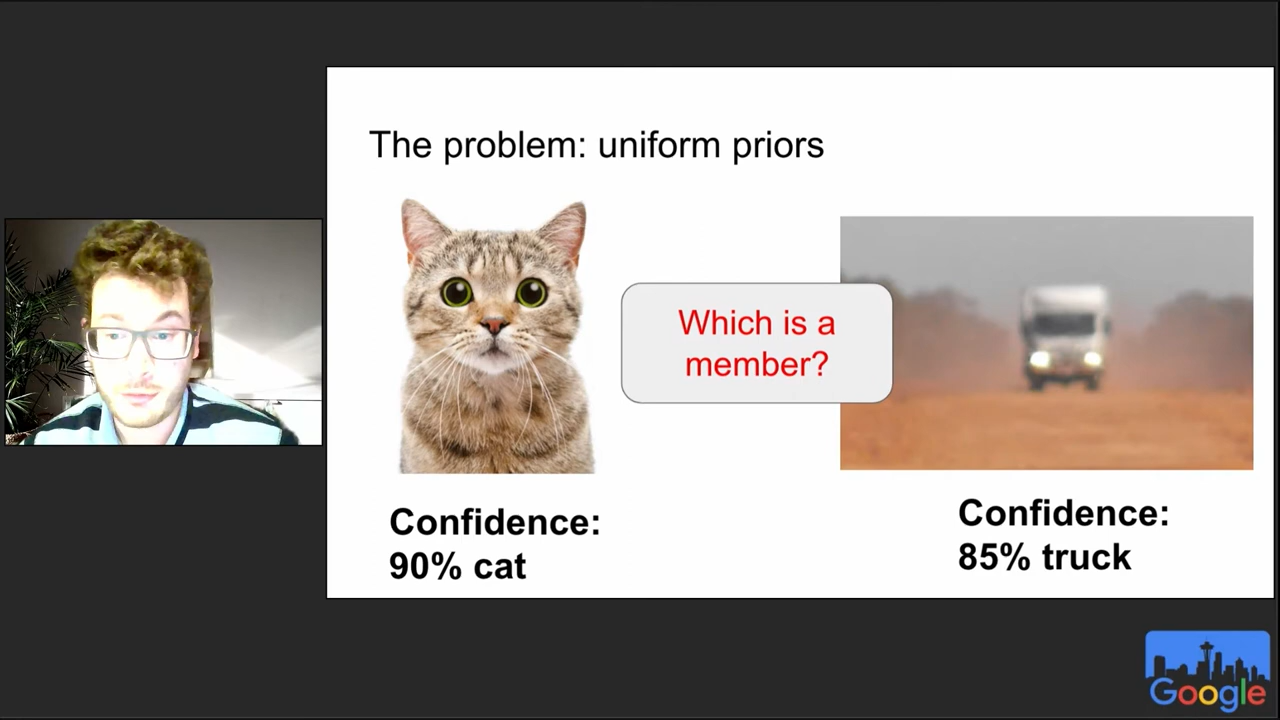 The problem: uniform priors
Which is a
member?
Confidence:
90% cat
Confidence:
85% truck
Google